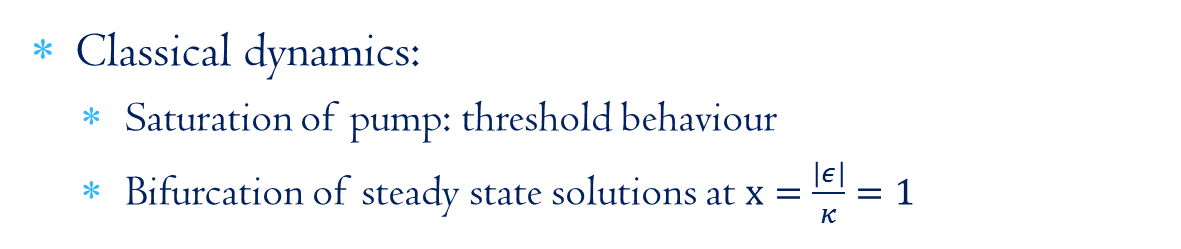 * Classical dynamics:
* Saturation of pump: threshold behaviour
* Bifurcation of steady state solutions at x = |ϵ|/κ = 1